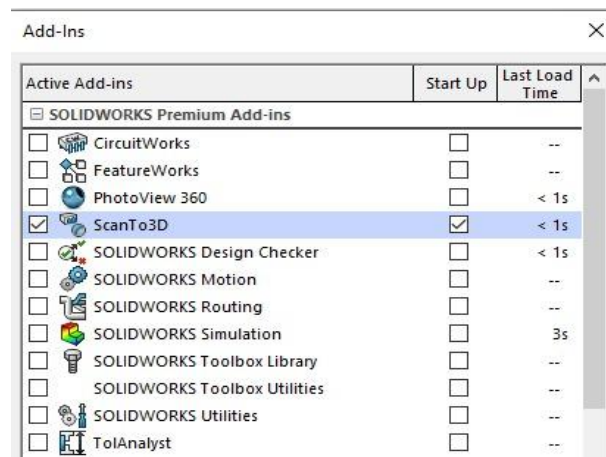 Add-Ins
Active Add-ins Start Up Last Load Time
SOLIDWORKS Premium Add-ins
CircuitWorks --
FeatureWorks --
PhotoView 360 < 1s
ScanTo3D < 1s
SOLIDWORKS Design Checker < 1s
SOLIDWORKS Motion --
SOLIDWORKS Routing --
SOLIDWORKS Simulation 3s
SOLIDWORKS Toolbox Library --
SOLIDWORKS Toolbox Utilities --
SOLIDWORKS Utilities --
TolAnalyst --